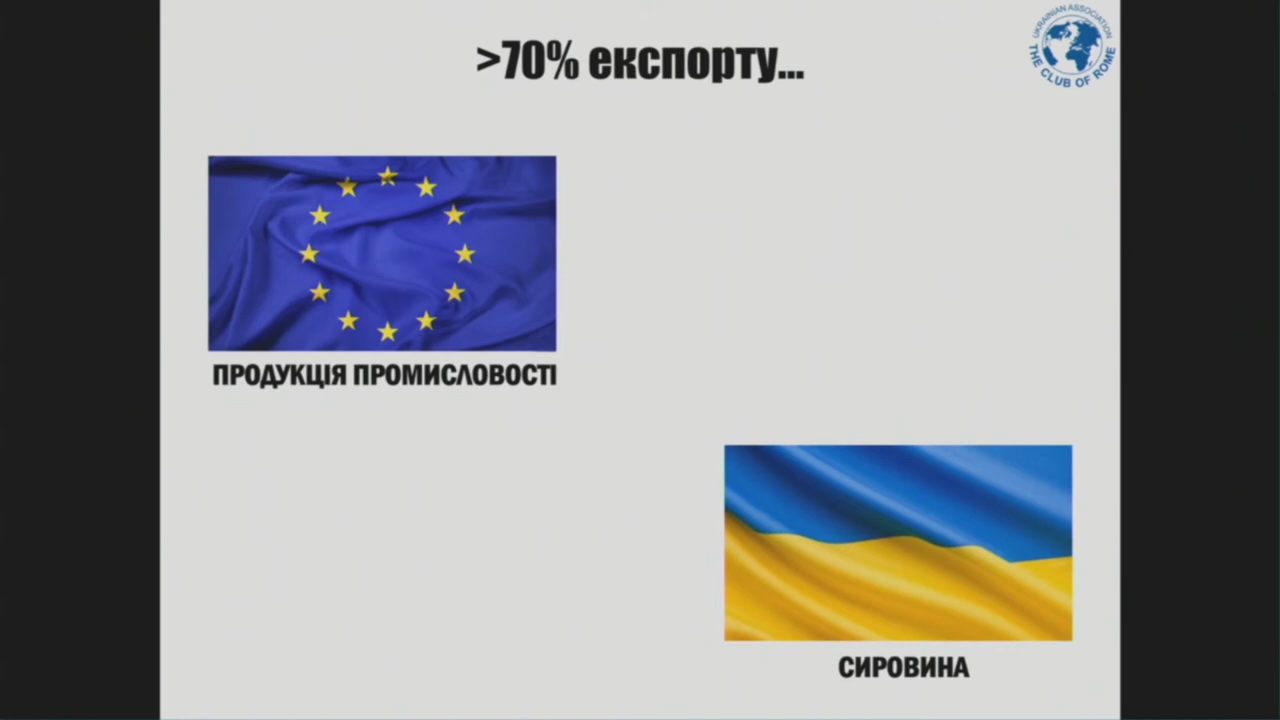 >70% експорту...
UKRAINIAN ASSOCIATION
THE CLUB OF ROME
ПРОДУКЦІЯ ПРОМИСЛОВОСТІ
СИРОВИНА